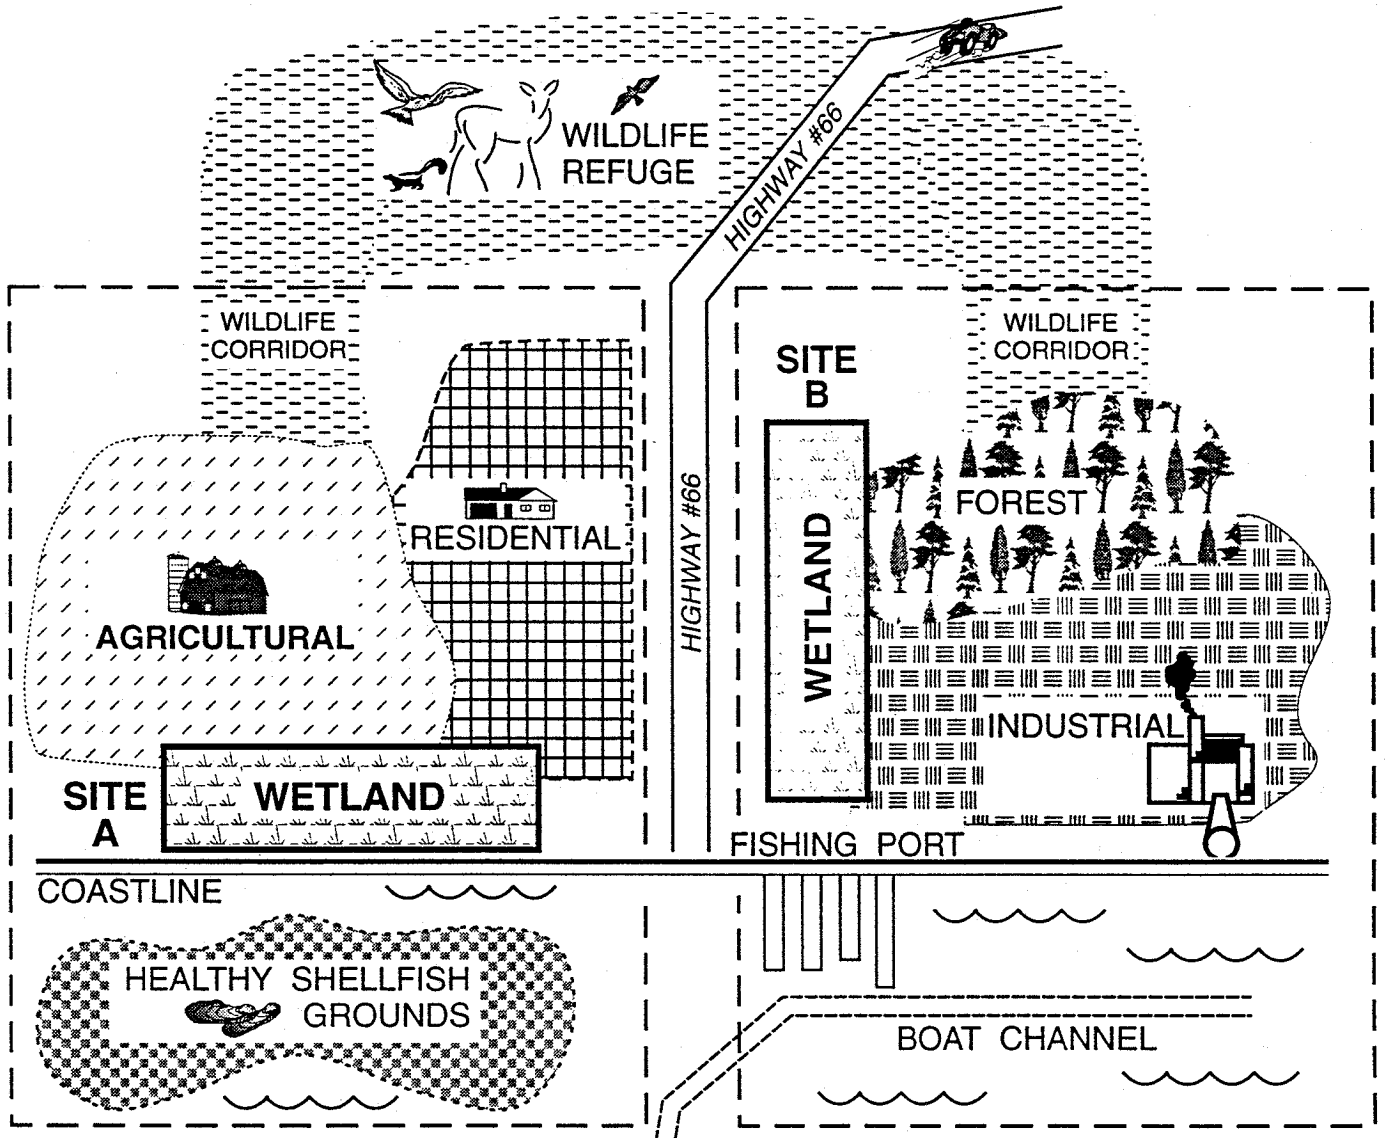 HIGHWAY #66
WILDLIFE
REFUGE
WILDLIFE
CORRIDOR
WILDLIFE
CORRIDOR
SITE
B
FOREST
RESIDENTIAL
HIGHWAY #66
WETLAND
AGRICULTURAL
INDUSTRIAL
SITE
A
WETLAND
FISHING PORT
COASTLINE
HEALTHY SHELLFISH
GROUNDS
BOAT CHANNEL